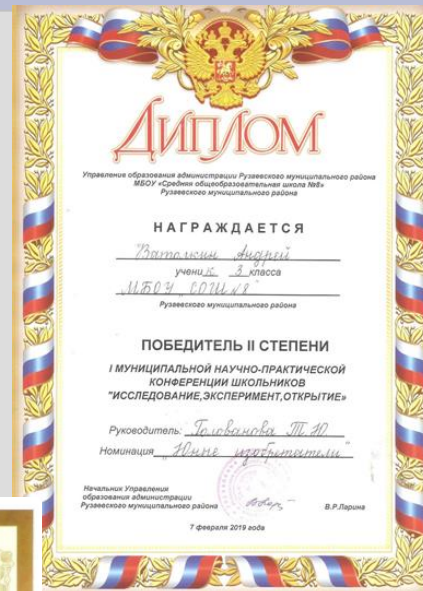 ДИПЛОМ
Управление образования администрации Рузаевского муниципального района
МБОУ «Средняя общеобразовательная школа №8»
Рузаевского муниципального района
НАГРАЖДАЕТСЯ
Ватолкин Андрей
ученик 3 класса
МБОУ „СОШ №8"
Рузаевского муниципального района
ПОБЕДИТЕЛЬ II СТЕПЕНИ
I МУНИЦИПАЛЬНОЙ НАУЧНО-ПРАКТИЧЕСКОЙ
КОНФЕРЕНЦИИ ШКОЛЬНИКОВ
"ИССЛЕДОВАНИЕ,ЭКСПЕРИМЕНТ,ОТКРЫТИЕ»
Руководитель: Голованова Т.Ю.
Номинация „Юные изобретатели"
Начальник Управления
образования администрации
Рузаевского муниципального района
В.Р.Ларина
7 февраля 2019 года